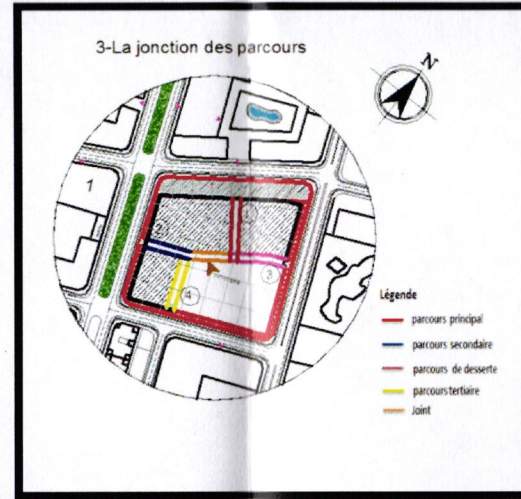 3-La jonction des parcours
N
1
1
2
3
4
Légende
parcours principal
parcours secondaire
parcours de desserte
parcours tertiaire
Joint